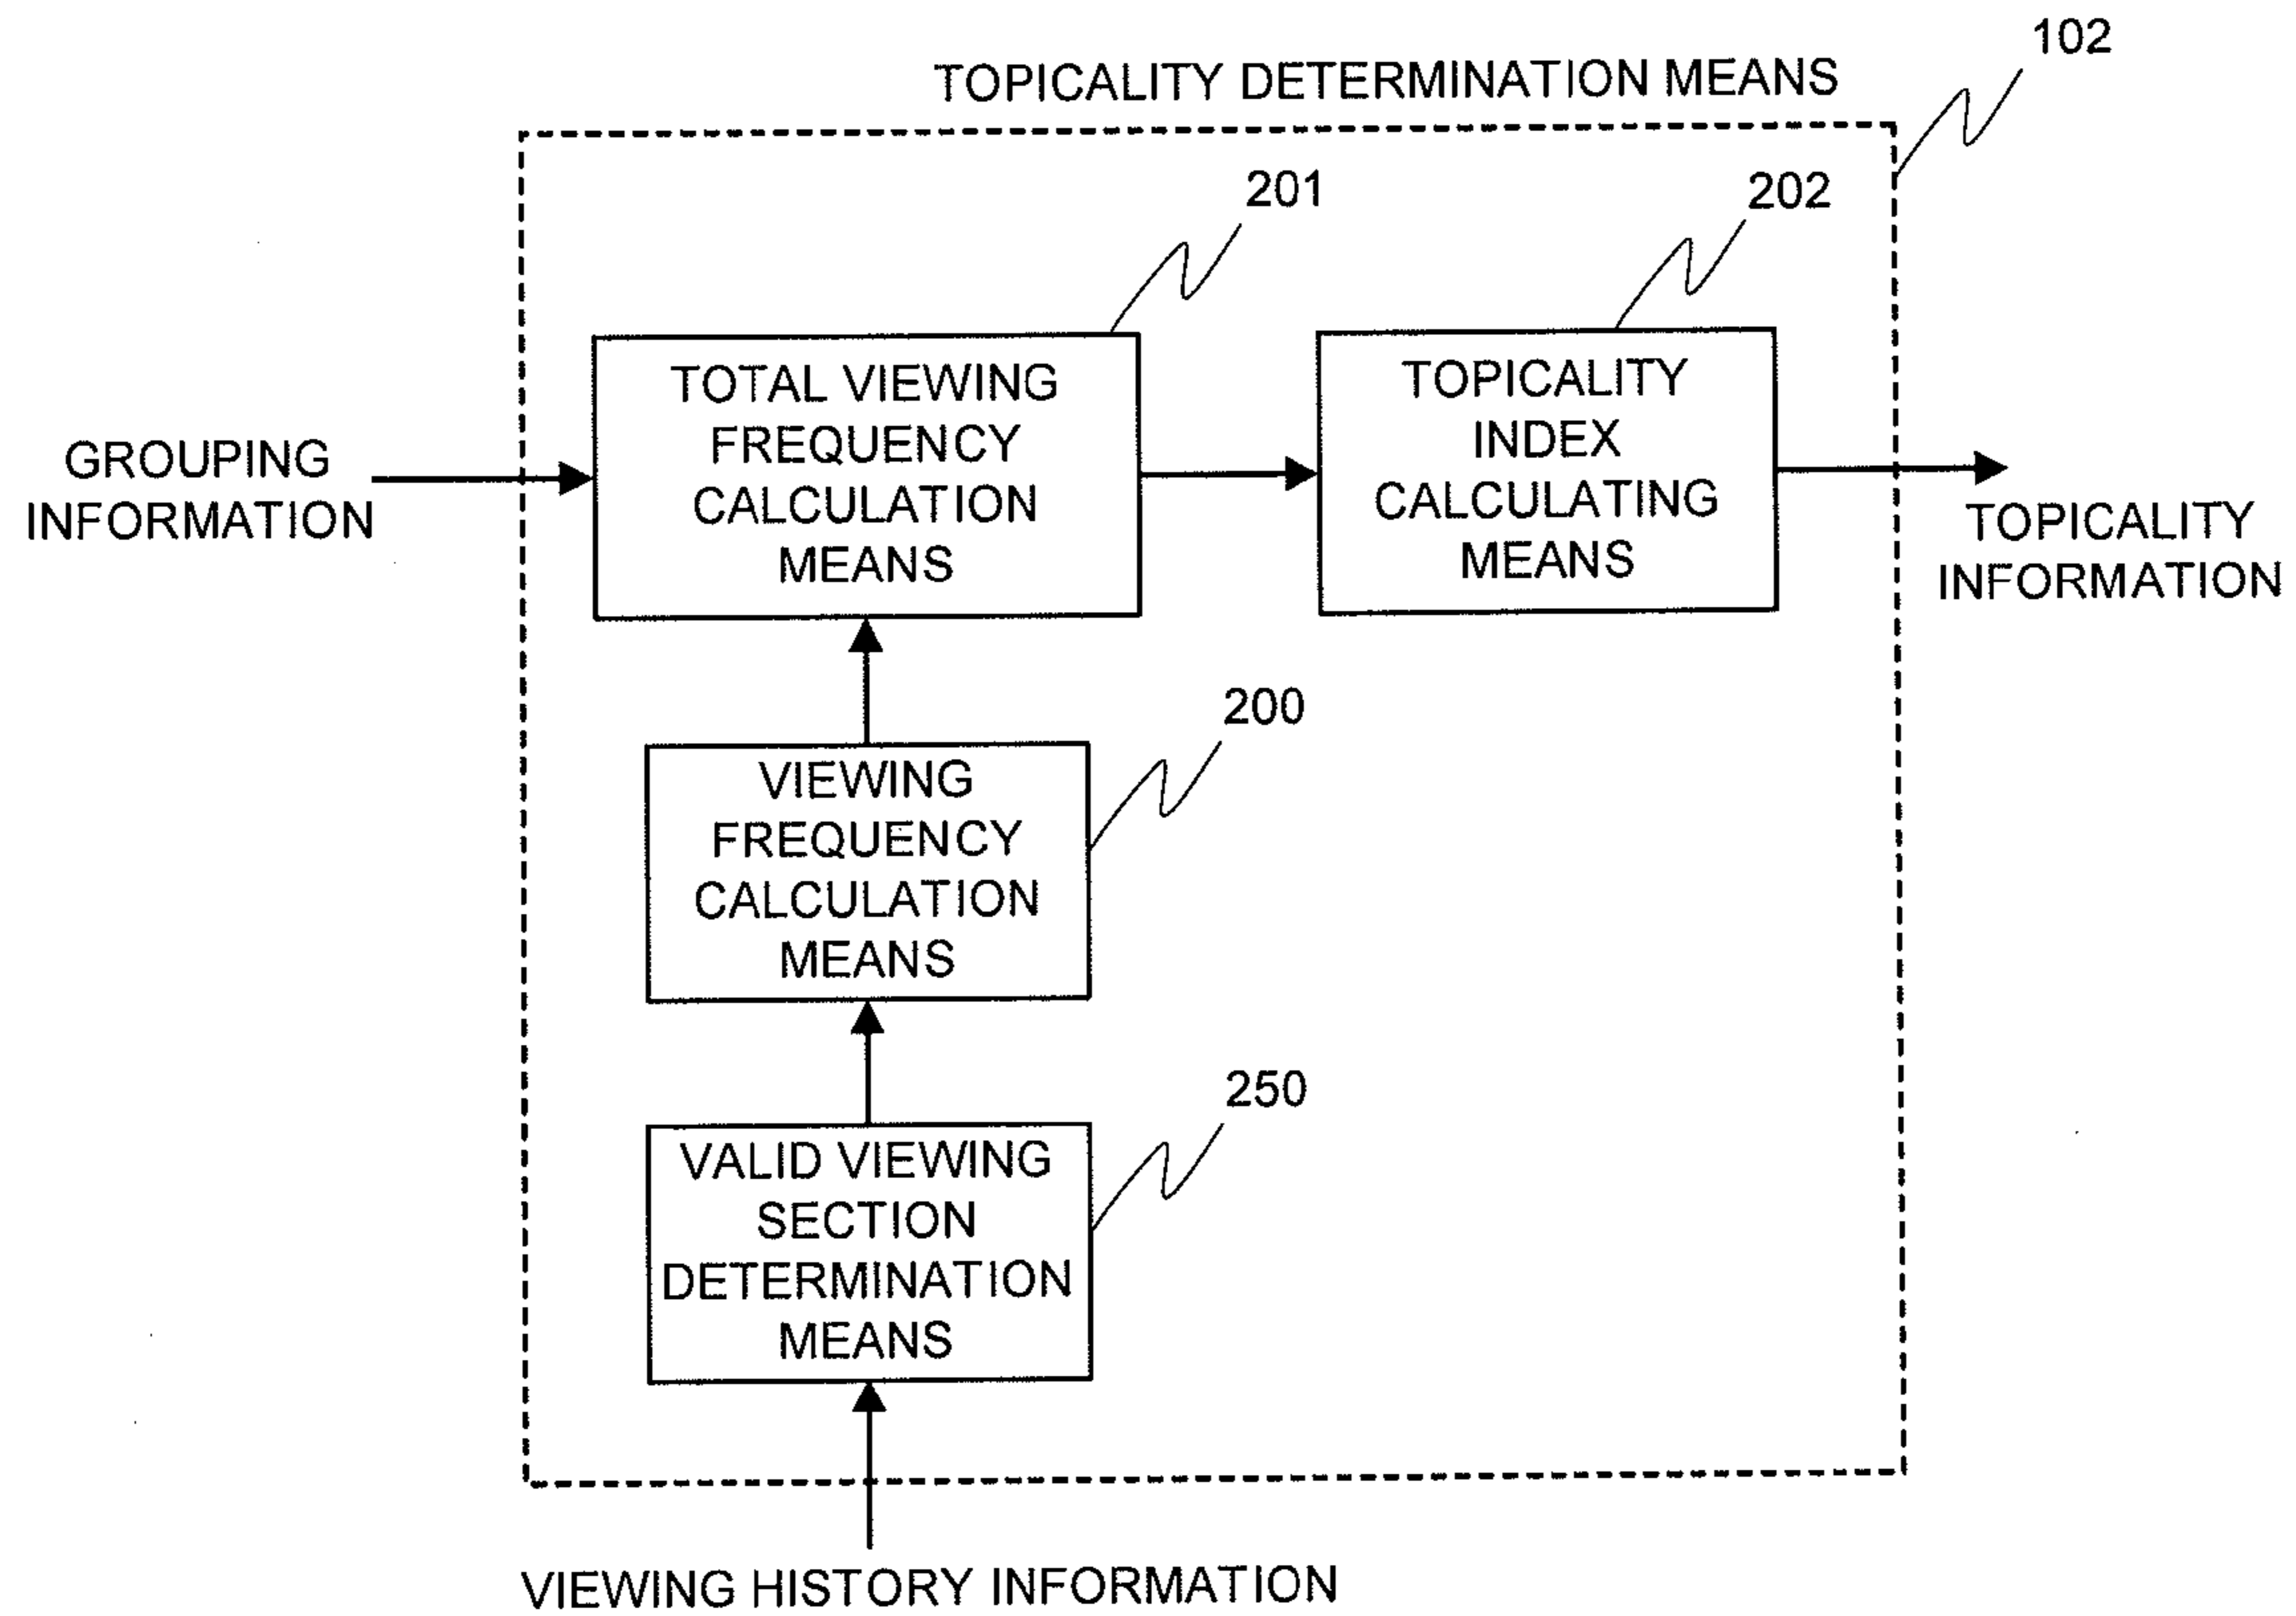 102
TOPICALITY DETERMINATION MEANS
201
202
TOTAL VIEWING
FREQUENCY
CALCULATION
MEANS
TOPICALITY
INDEX
CALCULATING
MEANS
GROUPING
INFORMATION
TOPICALITY
INFORMATION
200
VIEWING
FREQUENCY
CALCULATION
MEANS
250
VALID VIEWING
SECTION
DETERMINATION
MEANS
VIEWING HISTORY INFORMATION